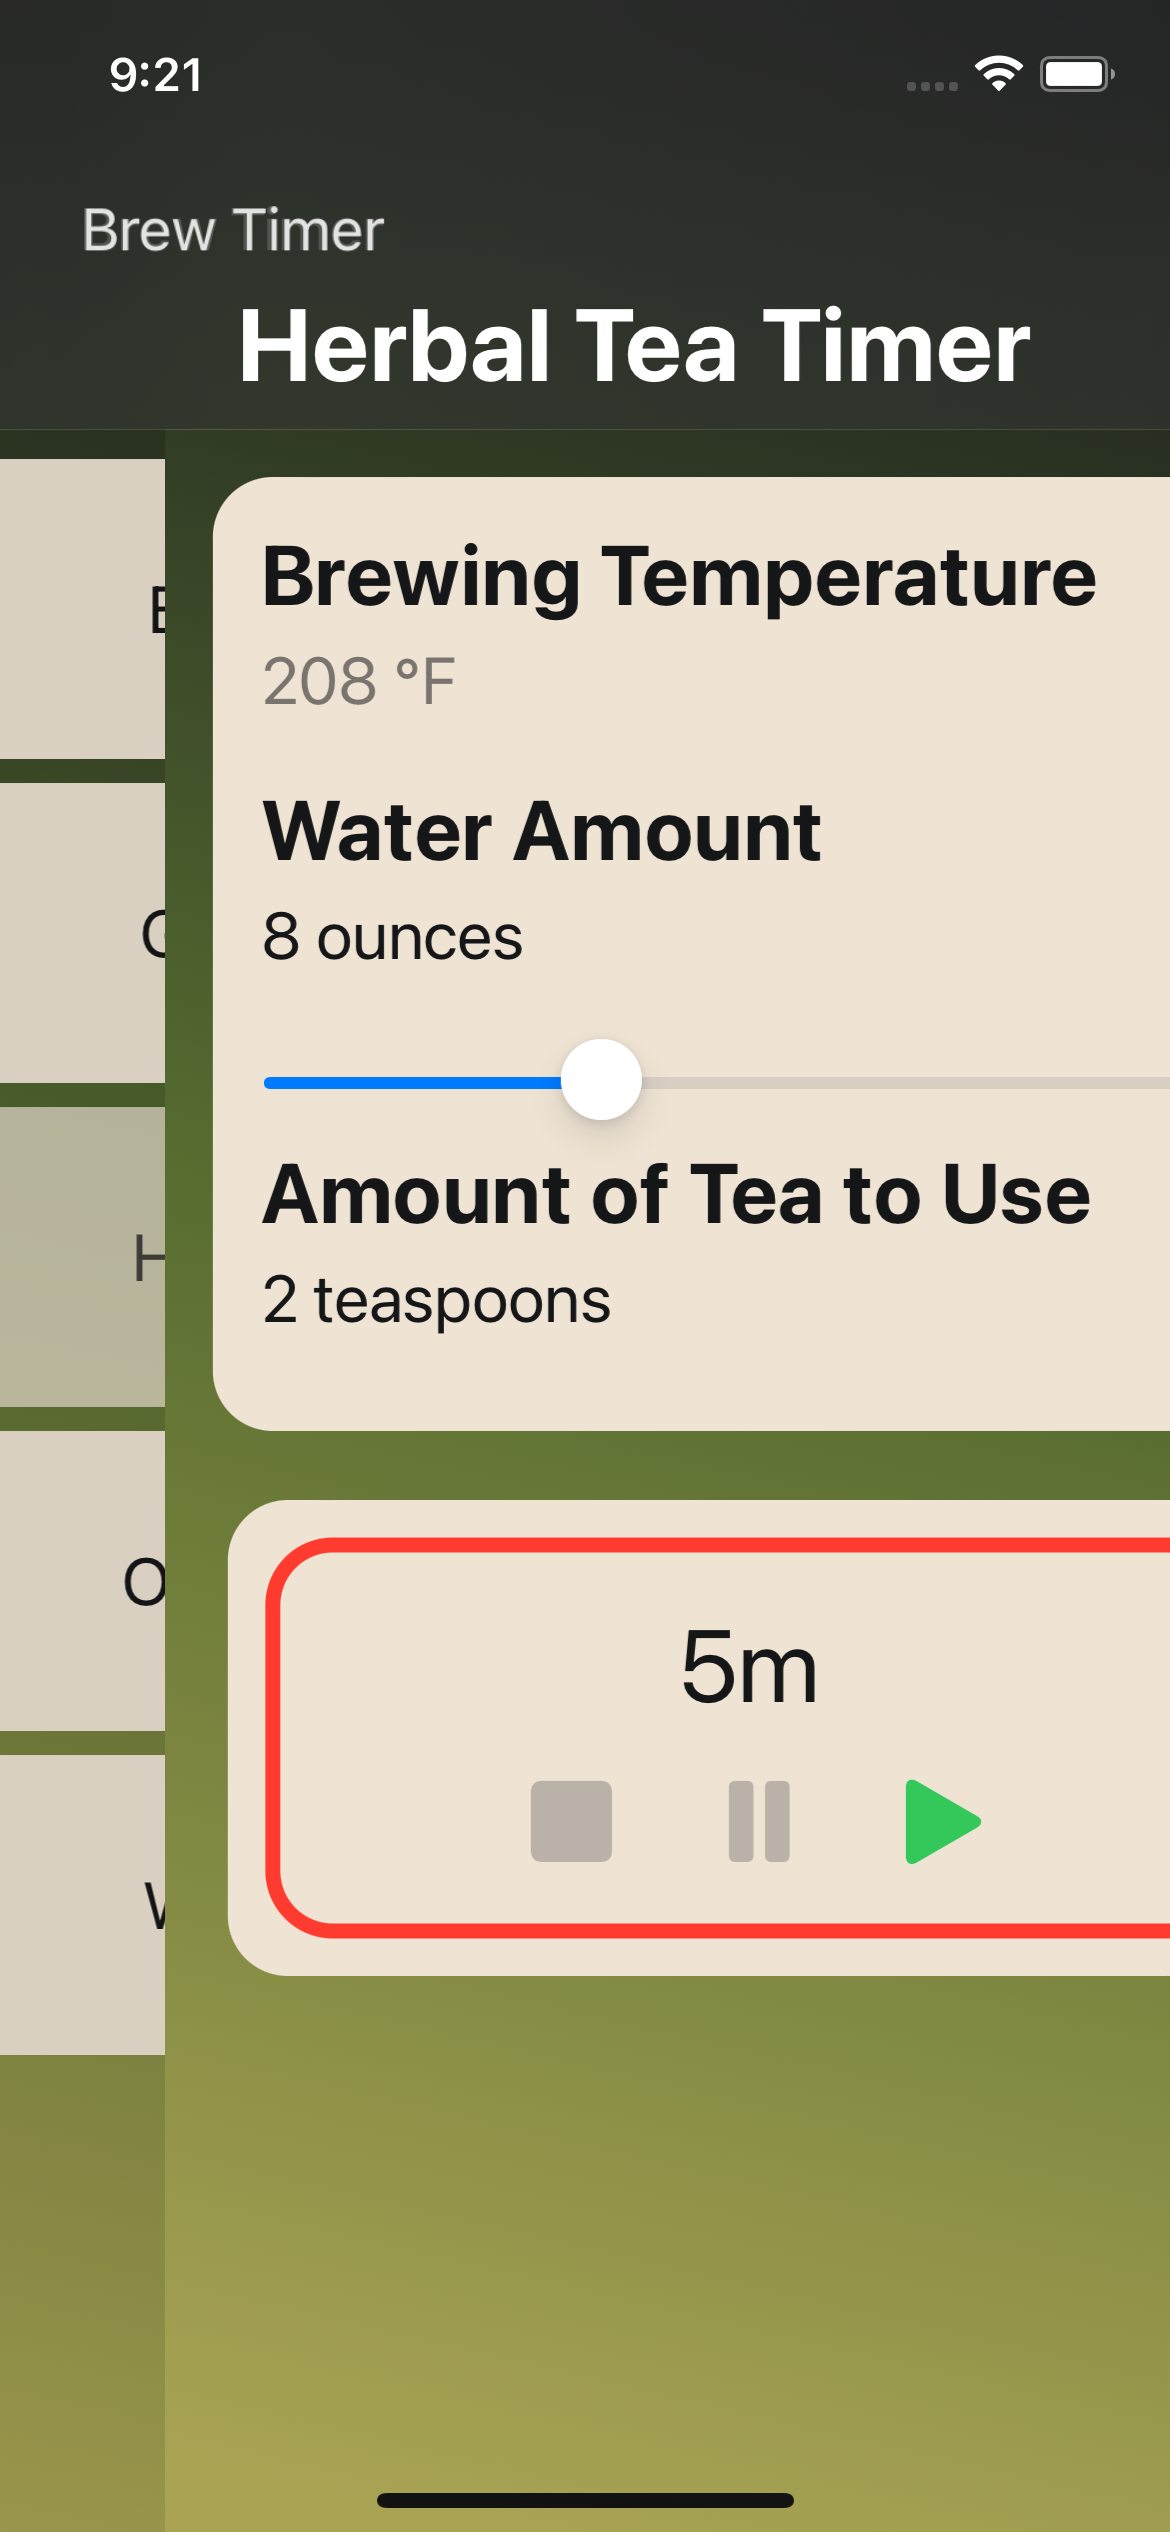 9:21
Brew Timer
Herbal Tea Timer
Brewing Temperature
208 °F
Water Amount
8 ounces
Amount of Tea to Use
2 teaspoons
5m